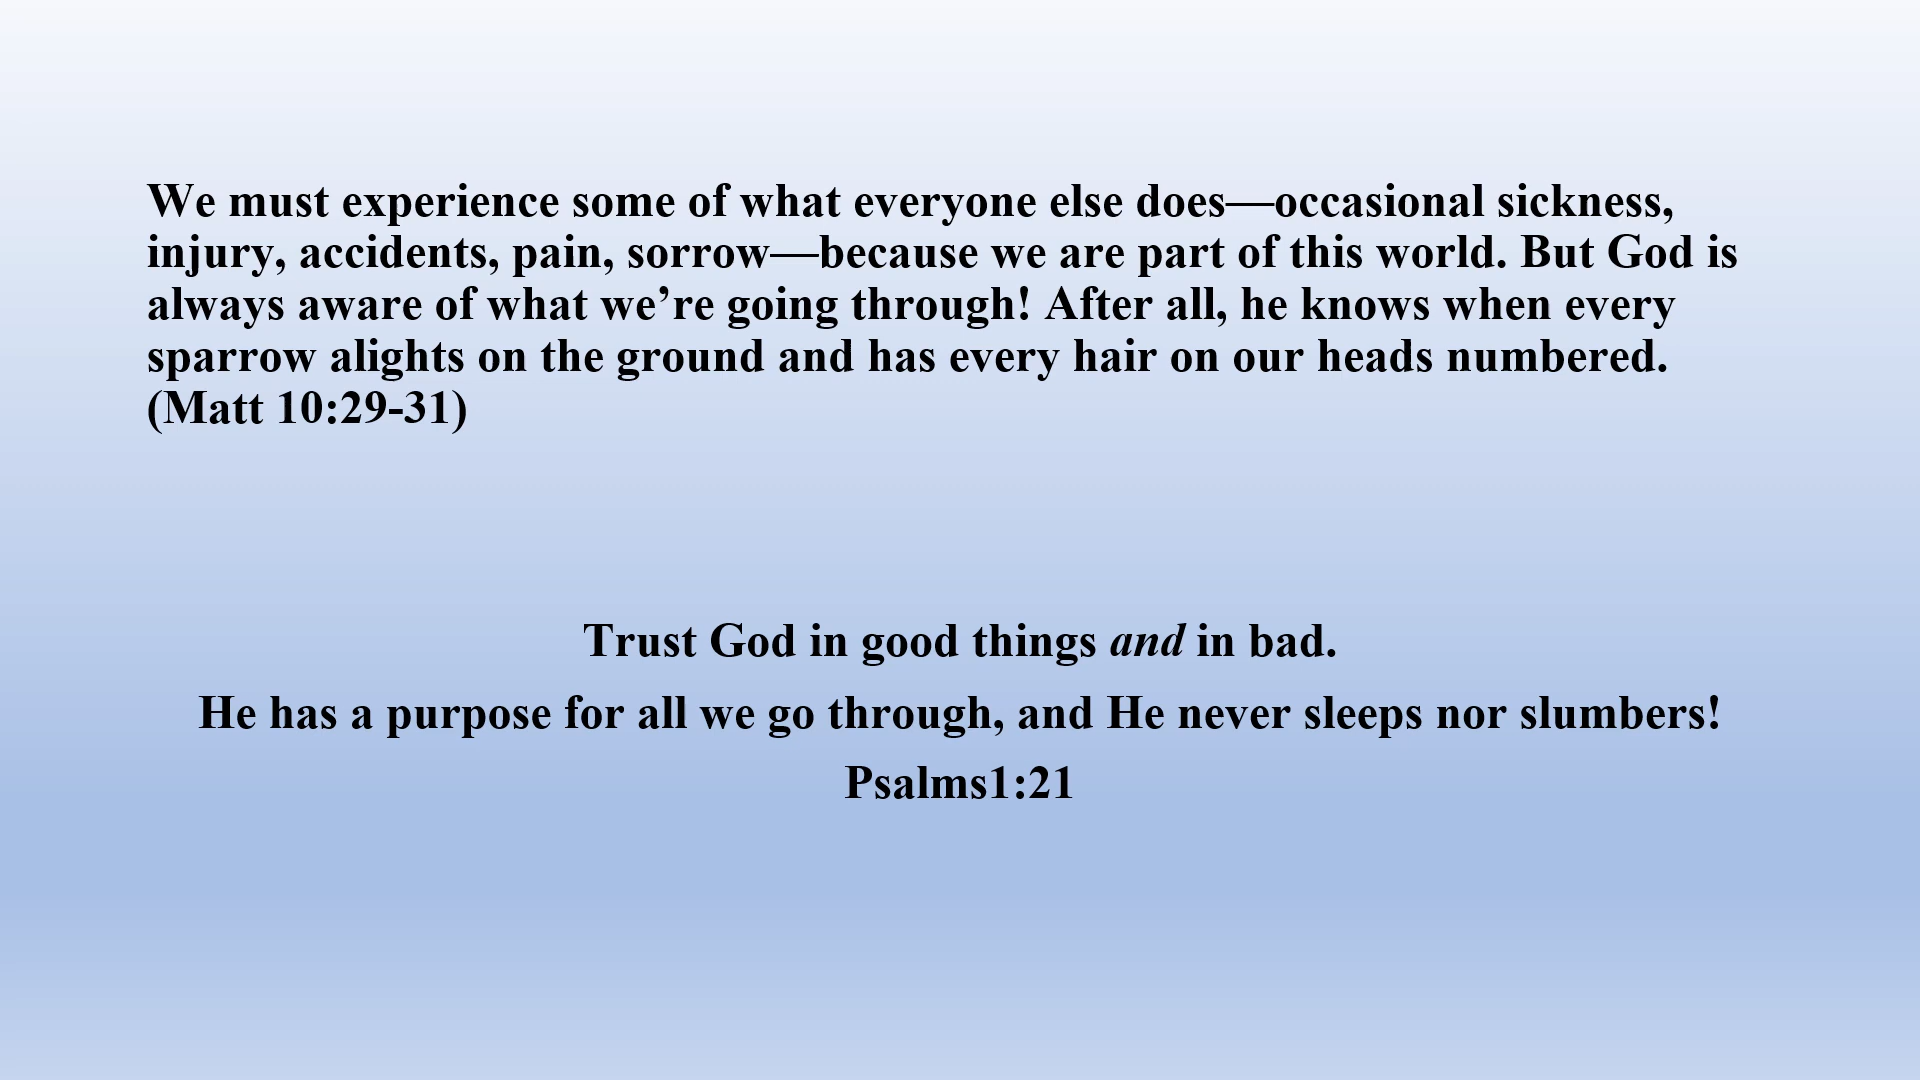 We must experience some of what everyone else does—occasional sickness,
injury, accidents, pain, sorrow—because we are part of this world. But God is
always aware of what we’re going through! After all, he knows when every
sparrow alights on the ground and has every hair on our heads numbered.
(Matt 10:29-31)
Trust God in good things and in bad.
He has a purpose for all we go through, and He never sleeps nor slumbers!
Psalms1:21